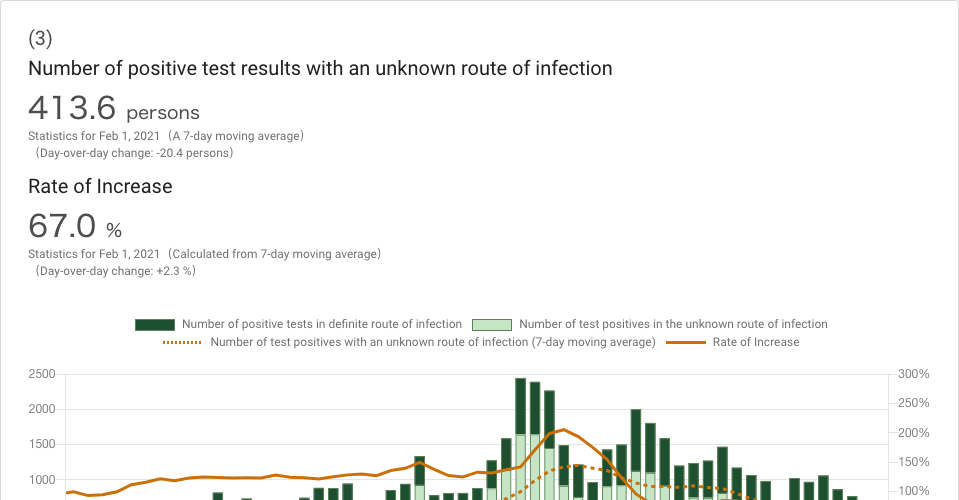 (3)
Number of positive test results with an unknown route of infection
413.6 persons
Statistics for Feb 1, 2021（A 7-day moving average）
（Day-over-day change: -20.4 persons）
Rate of Increase
67.0 %
Statistics for Feb 1, 2021（Calculated from 7-day moving average）
（Day-over-day change: +2.3 %）
Number of positive tests in definite route of infection Number of test positives in the unknown route of infection
Number of test positives with an unknown route of infection (7-day moving average) Rate of Increase
2500 300%
250%
2000
200%
1500
150%
1000
100%